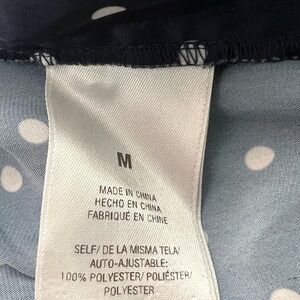 M
MADE IN CHINA
HECHO EN CHINA
FABRIQUÉ EN CHINE
SELF/ DE LA MISMA TELA/
AUTO-AJUSTABLE:
100% POLYESTER/ POLIÉSTER/
POLYESTER